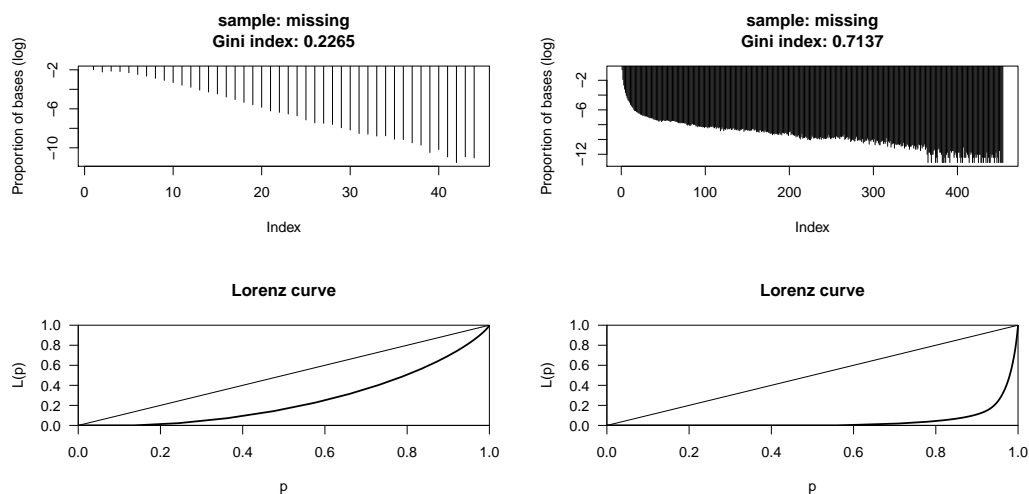 sample: missing
Gini index: 0.2265
Proportion of bases (log)
−2
−6
−10
0 10 20 30 40
Index
sample: missing
Gini index: 0.7137
Proportion of bases (log)
−2
−6
−12
0 100 200 300 400
Index
Lorenz curve
L(p)
1.0
0.8
0.6
0.4
0.2
0.0
0.0 0.2 0.4 0.6 0.8 1.0
p
Lorenz curve
L(p)
1.0
0.8
0.6
0.4
0.2
0.0
0.0 0.2 0.4 0.6 0.8 1.0
p